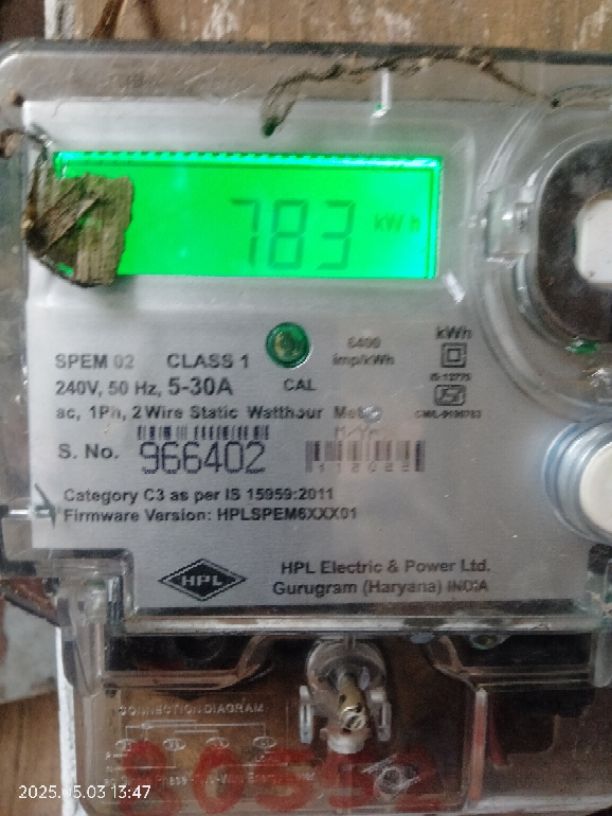 783 kWh
6400
imp/kWh
kWh
SPEM 02 CLASS 1
240V, 50 Hz, 5-30A
CAL
ac, 1Ph, 2 Wire Static Watthour Meter
S. No. 966402
Category C3 as per IS 15959:2011
Firmware Version: HPLSPEM6XXX01
HPL
HPL Electric & Power Ltd.
Gurugram (Haryana) INDIA
CONNECTION DIAGRAM
2025.05.03 13:47